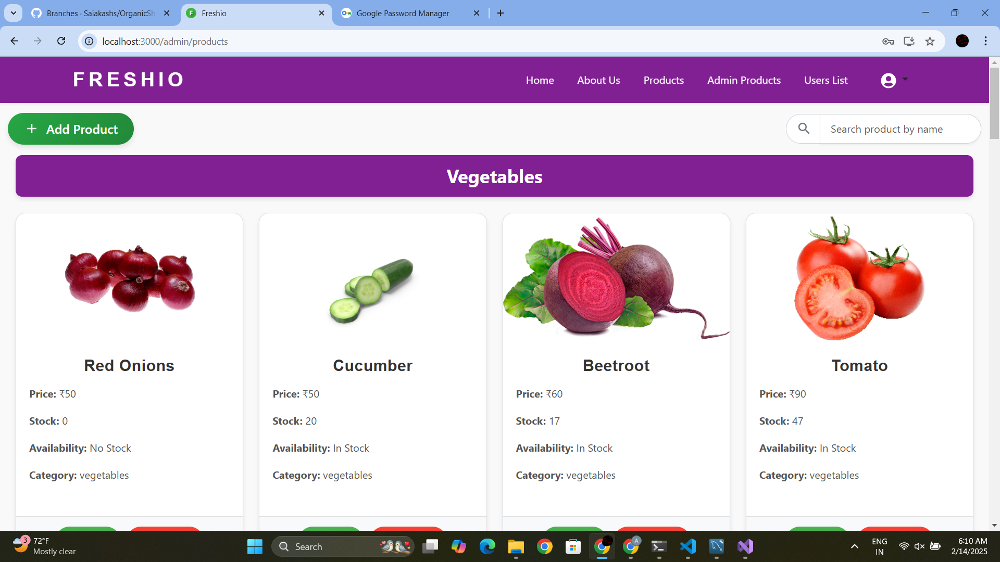 Branches · Saiakashs/OrganicSh
Freshio
Google Password Manager
localhost:3000/admin/products
FRESHIO
Home
About Us
Products
Admin Products
Users List
+ Add Product
Search product by name
Vegetables
Red Onions
Price: ₹50
Stock: 0
Availability: No Stock
Category: vegetables
Cucumber
Price: ₹50
Stock: 20
Availability: In Stock
Category: vegetables
Beetroot
Price: ₹60
Stock: 17
Availability: In Stock
Category: vegetables
Tomato
Price: ₹90
Stock: 47
Availability: In Stock
Category: vegetables
3
72°F
Mostly clear
Search
A
ENG
IN
6:10 AM
2/14/2025